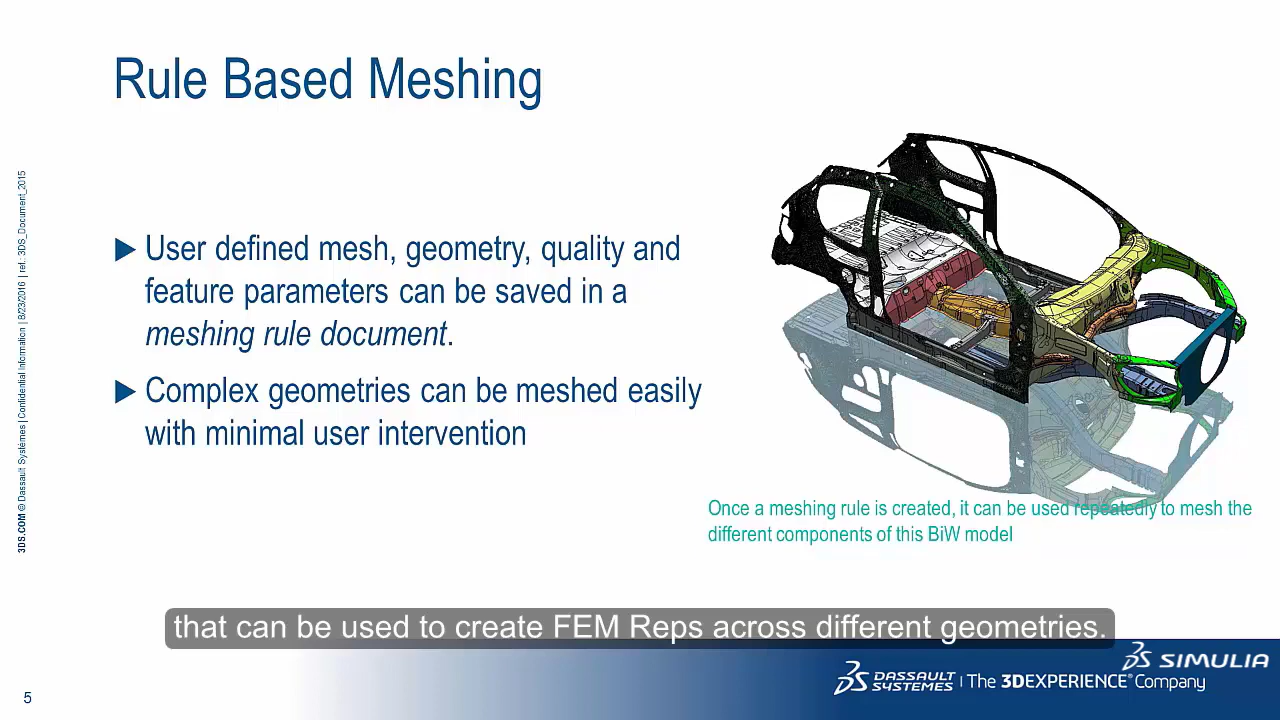 Rule Based Meshing
3DS.COM © Dassault Systèmes | Confidential Information | 8/23/2016 | ref.: 3DS_Document_2015
▶ User defined mesh, geometry, quality and
feature parameters can be saved in a
meshing rule document.
▶ Complex geometries can be meshed easily
with minimal user intervention
Once a meshing rule is created, it can be used repeatedly to mesh the
different components of this BiW model
that can be used to create FEM Reps across different geometries.
SIMULIA
DASSAULT
SYSTEMES | The 3DEXPERIENCE® Company
5